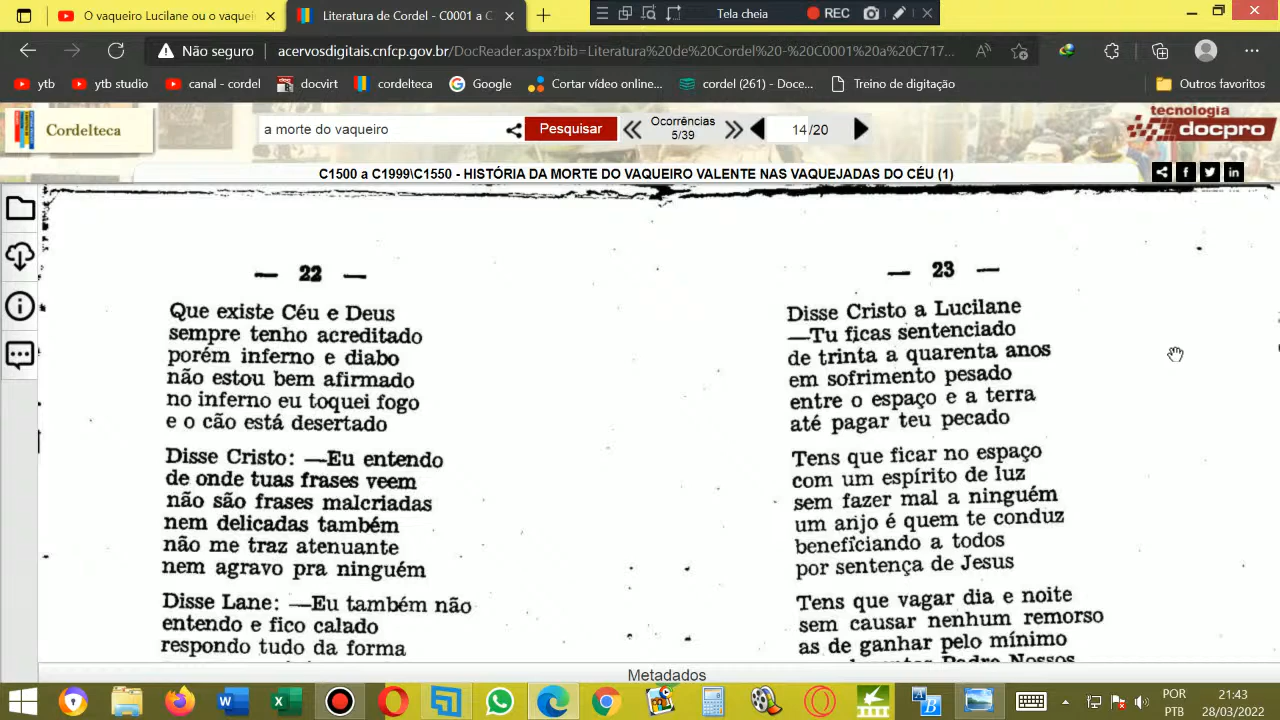 O vaqueiro Lucilane ou o vaquei
Literatura de Cordel - C0001 a C
Tela cheia
REC
Não seguro
acervosdigitais.cnfcp.gov.br/DocReader.aspx?bib=Literatura%20de%20Cordel%20-%20C0001%20a%20C717...
ytb
ytb studio
canal - cordel
docvirt
cordelteca
Google
Cortar vídeo online...
cordel (261) - Doce...
Treino de digitação
Outros favoritos
Cordelteca
a morte do vaqueiro
Pesquisar
Ocorrências
5/39
14/20
tecnologia
docpro
C1500 a C1999\C1550 - HISTÓRIA DA MORTE DO VAQUEIRO VALENTE NAS VAQUEJADAS DO CÉU (1)
— 22 —
Que existe Céu e Deus
sempre tenho acreditado
porém inferno e diabo
não estou bem afirmado
no inferno eu toquei fogo
e o cão está desertado
Disse Cristo: —Eu entendo
de onde tuas frases veem
não são frases malcriadas
nem delicadas também
não me traz atenuante
nem agravo pra ninguém
Disse Lane: —Eu também não
entendo e fico calado
respondo tudo da forma
— 23 —
Disse Cristo a Lucilane
—Tu ficas sentenciado
de trinta a quarenta anos
em sofrimento pesado
entre o espaço e a terra
até pagar teu pecado
Tens que ficar no espaço
com um espírito de luz
sem fazer mal a ninguém
um anjo é quem te conduz
beneficiando a todos
por sentença de Jesus
Tens que vagar dia e noite
sem causar nenhum remorso
as de ganhar pelo mínimo
Padre Nossos
Metadados
POR
PTB
21:43
28/03/2022